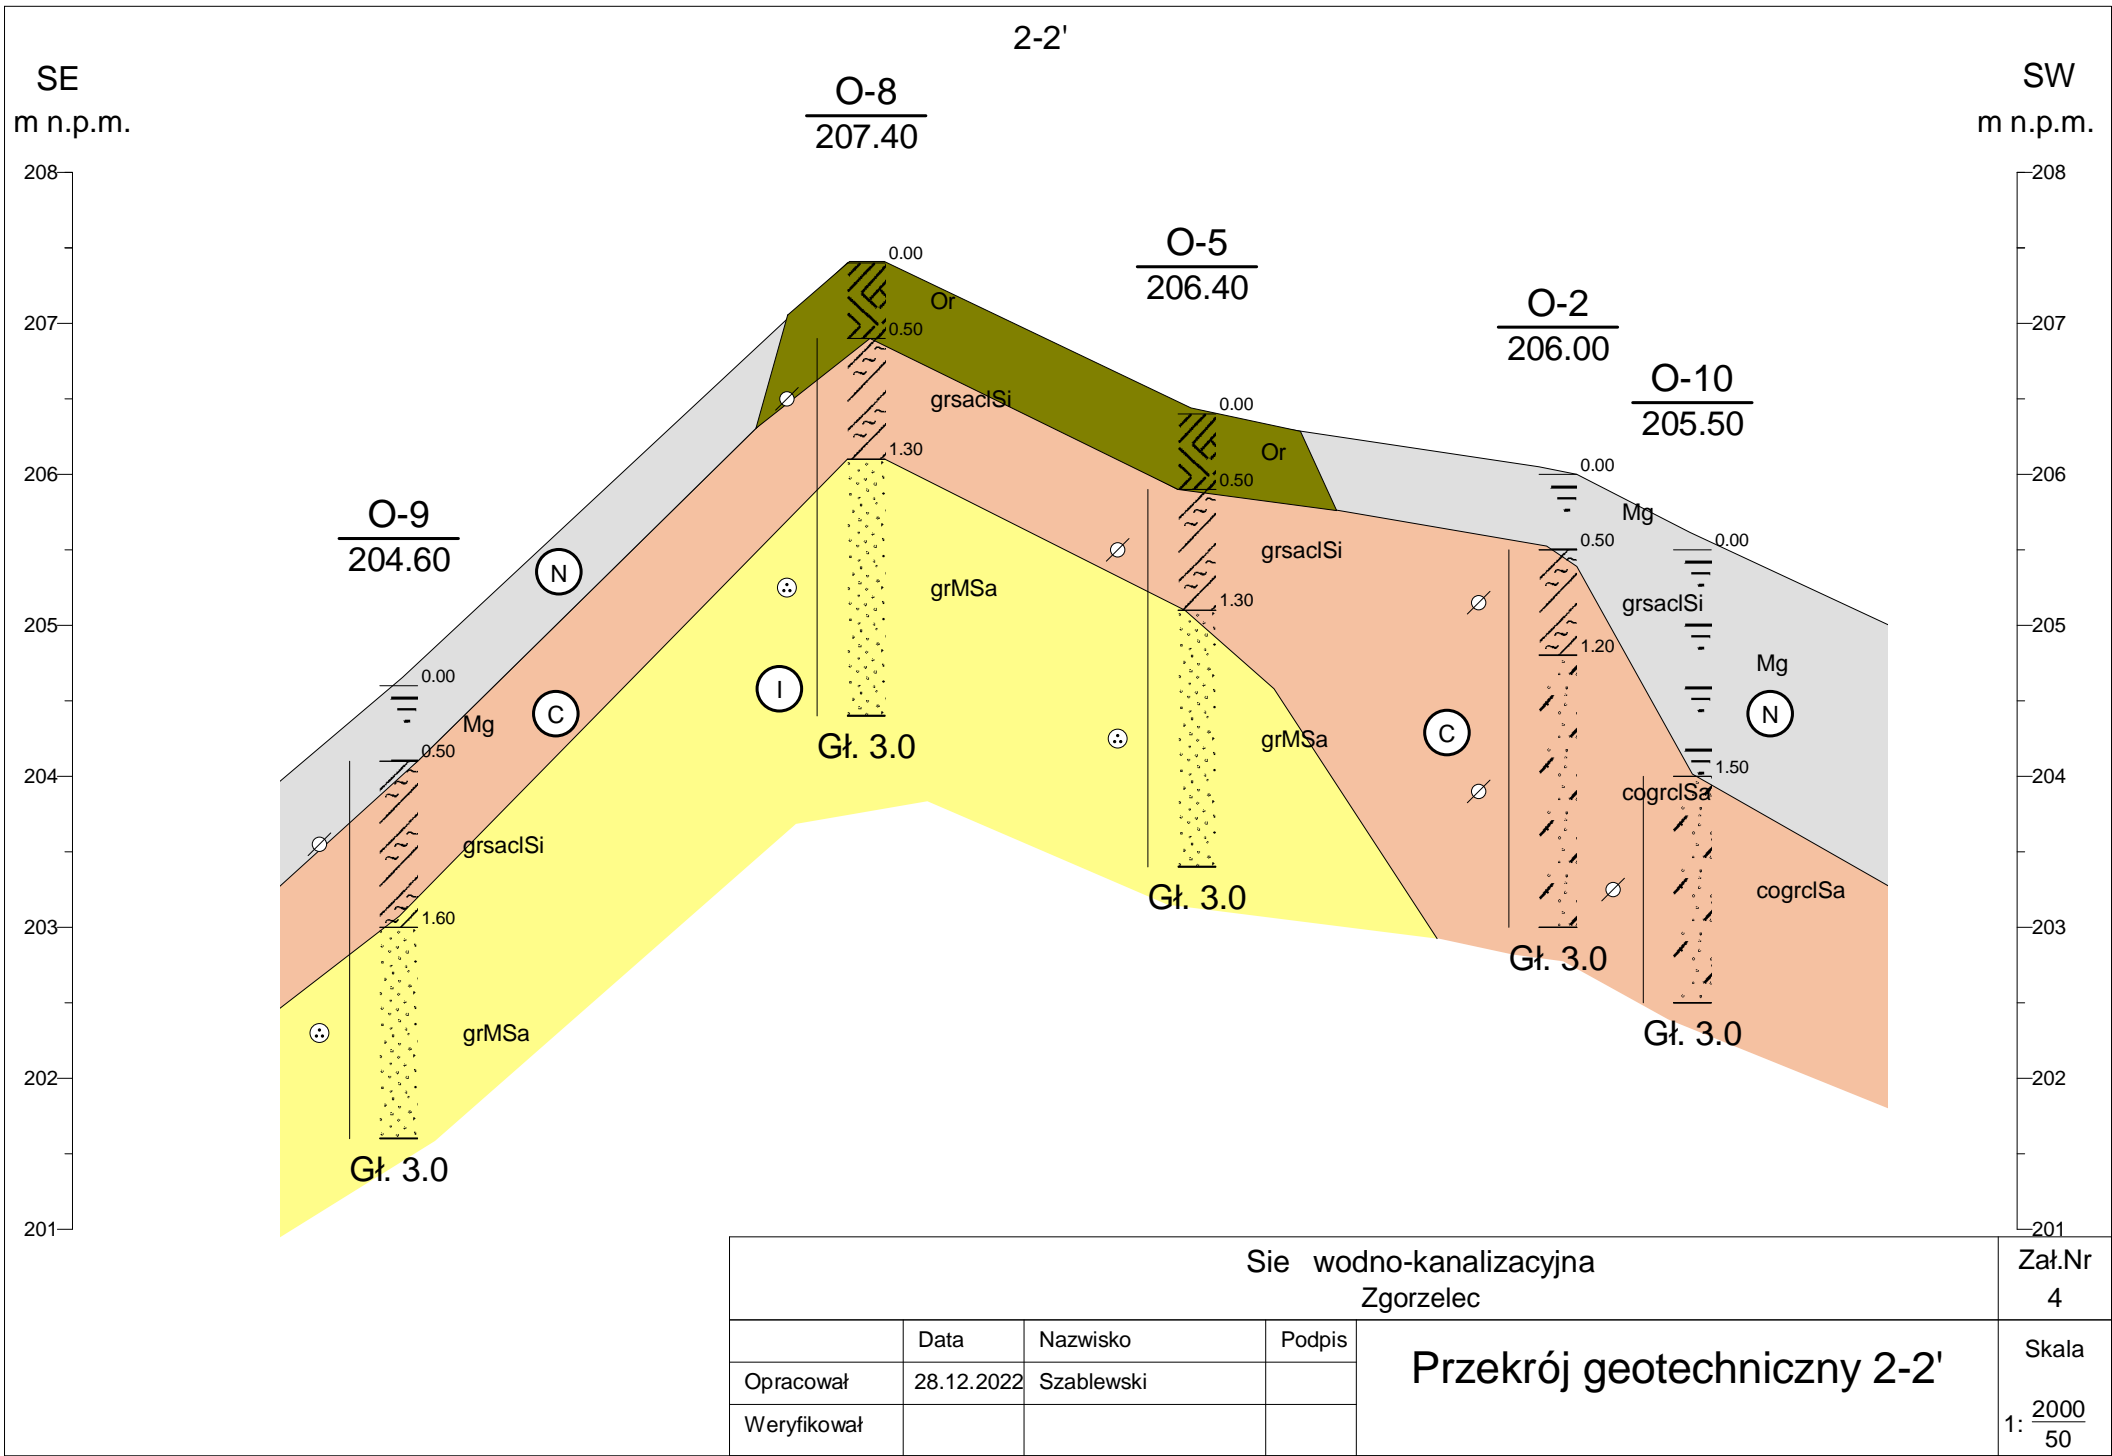 2-2'
SE
SW
m n.p.m.
m n.p.m.
O-8
207.40
208
208
O-5
206.40
0.00
Or
0.50
207
207
O-2
206.00
O-10
205.50
grsaclSi
0.00
Or
0.50
1.30
206
206
0.00
Mg
0.50
O-9
204.60
N
grMSa
grsaclSi
1.30
0.00
grsaclSi
1.20
205
205
0.00
Mg
0.50
C
I
Mg
N
grMSa
C
Gł. 3.0
204
204
1.50
cogrclSa
grsaclSi
1.60
Gł. 3.0
cogrclSa
203
203
Gł. 3.0
grMSa
Gł. 3.0
202
202
Gł. 3.0
201
201
Sie wodno-kanalizacyjna
Zgorzelec
Zał.Nr
4
Data
Nazwisko
Podpis
Przekrój geotechniczny 2-2'
Skala
Opracował
28.12.2022
Szablewski
Weryfikował
1: 2000
50